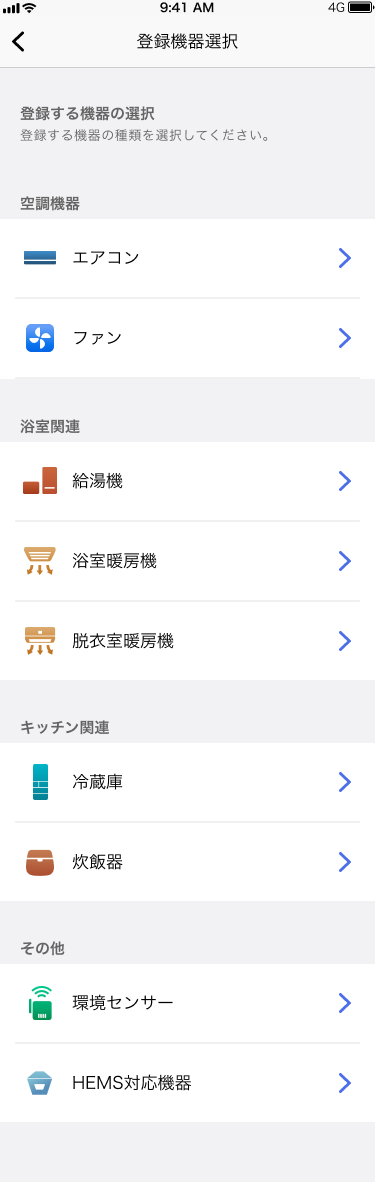 9:41 AM
4G
登録機器選択
登録する機器の選択
登録する機器の種類を選択してください。
空調機器
エアコン
ファン
浴室関連
給湯機
浴室暖房機
脱衣室暖房機
キッチン関連
冷蔵庫
炊飯器
その他
環境センサー
HEMS対応機器